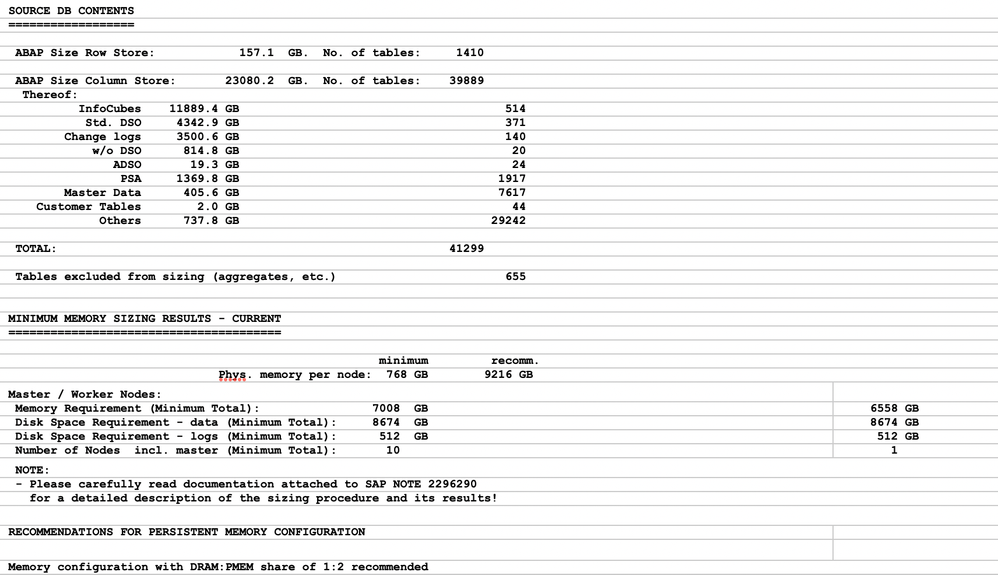 SOURCE DB CONTENTS
==================
ABAP Size Row Store: 157.1 GB. No. of tables: 1410
ABAP Size Column Store: 23080.2 GB. No. of tables: 39889
Thereof:
InfoCubes 11889.4 GB 514
Std. DSO 4342.9 GB 371
Change logs 3500.6 GB 140
w/o DSO 814.8 GB 20
ADSO 19.3 GB 24
PSA 1369.8 GB 1917
Master Data 405.6 GB 7617
Customer Tables 2.0 GB 44
Others 737.8 GB 29242
TOTAL: 41299
Tables excluded from sizing (aggregates, etc.) 655
MINIMUM MEMORY SIZING RESULTS - CURRENT
=======================================
minimum recomm.
Phys. memory per node: 768 GB 9216 GB
Master / Worker Nodes:
Memory Requirement (Minimum Total): 7008 GB 6558 GB
Disk Space Requirement - data (Minimum Total): 8674 GB 8674 GB
Disk Space Requirement - logs (Minimum Total): 512 GB 512 GB
Number of Nodes incl. master (Minimum Total): 10 1
NOTE:
- Please carefully read documentation attached to SAP NOTE 2296290
for a detailed description of the sizing procedure and its results!
RECOMMENDATIONS FOR PERSISTENT MEMORY CONFIGURATION
Memory configuration with DRAM:PMEM share of 1:2 recommended